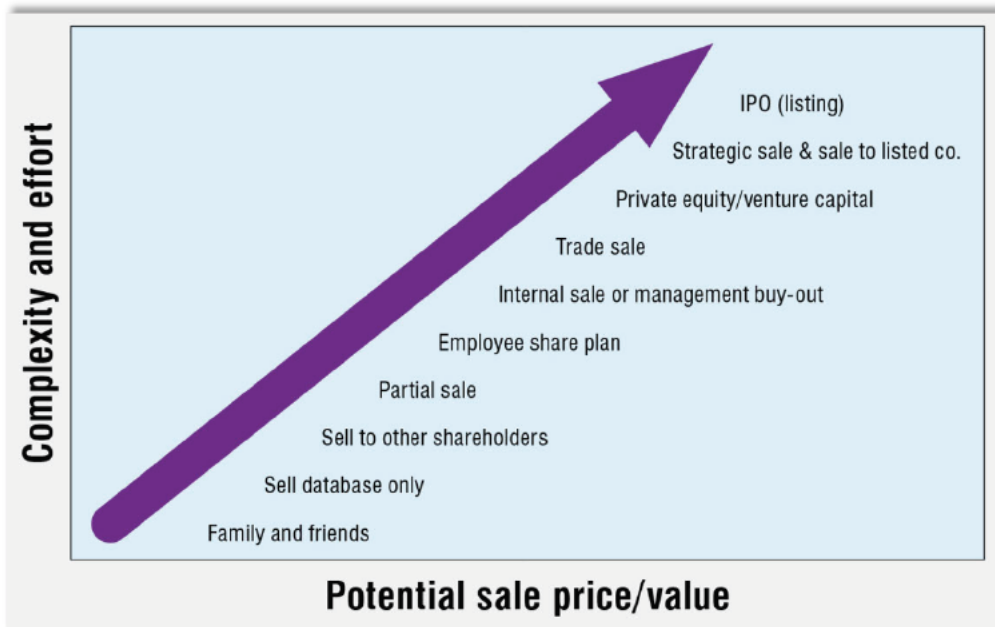 Complexity and effort
IPO (listing)
Strategic sale & sale to listed co.
Private equity/venture capital
Trade sale
Internal sale or management buy-out
Employee share plan
Partial sale
Sell to other shareholders
Sell database only
Family and friends
Potential sale price/value